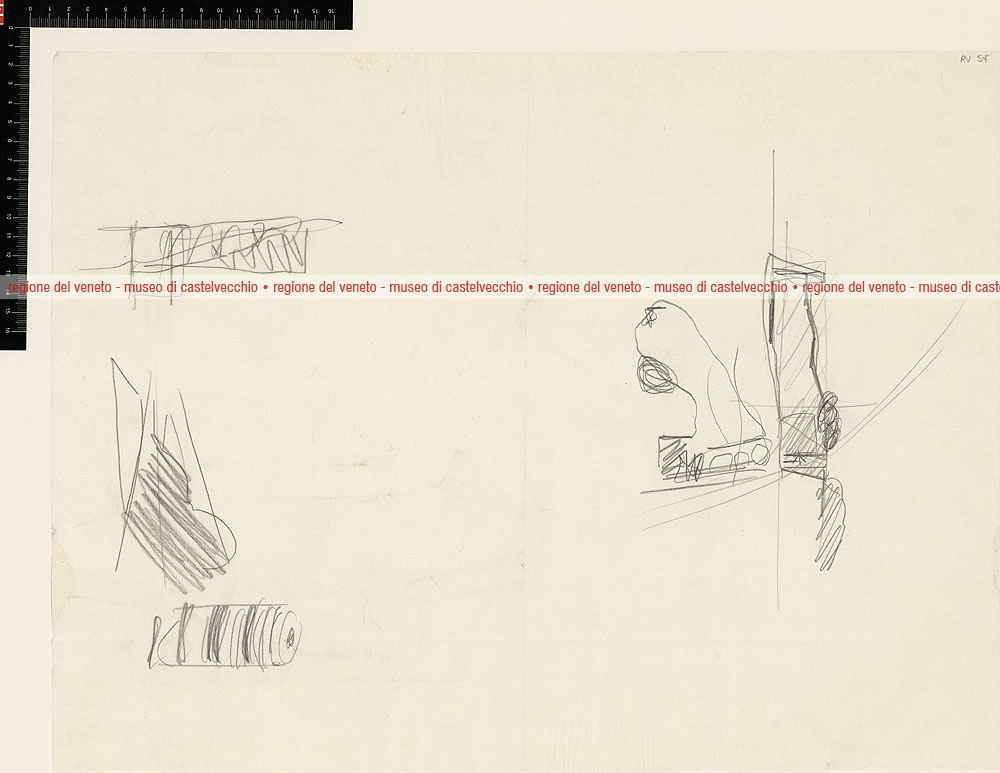 RV 57
regione del veneto - museo di castelvecchio • regione del veneto - museo di castelvecchio • regione del veneto - museo di castelvecchio • regione del veneto - museo di cast
0 1 2 3 4 5 6 7 8 9 10 11 12 13 14 15 16